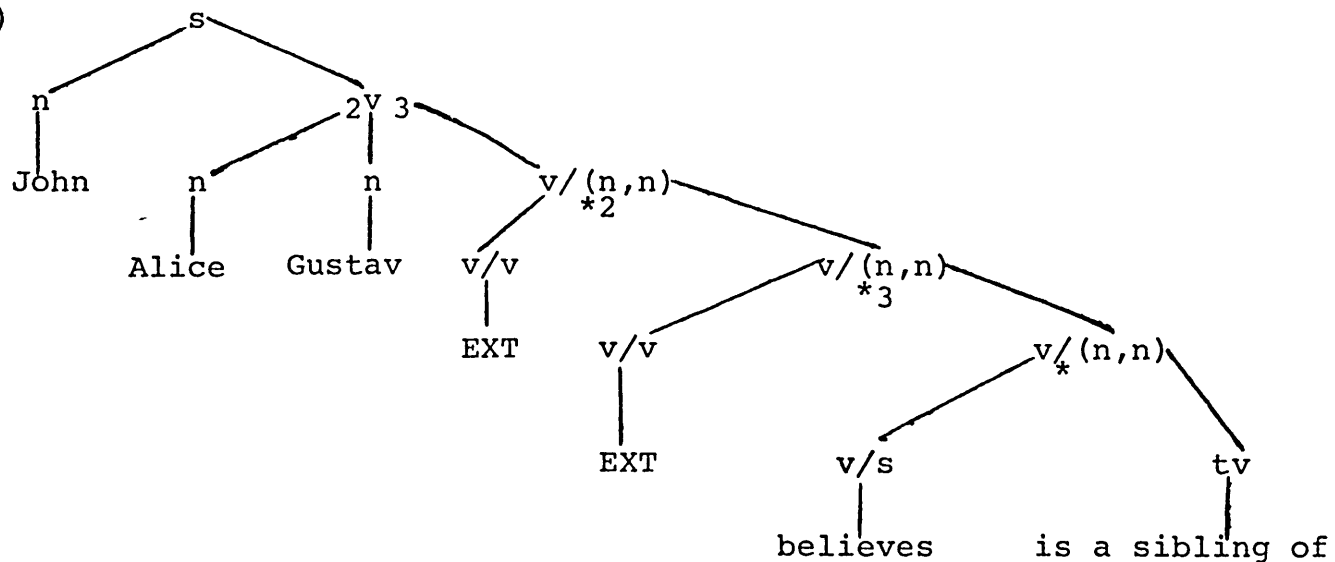 )
s
n 2v 3
John n n v/(n,n)
*2
Alice Gustav v/v v/(n,n)
*3
EXT v/v v/(n,n)
*
EXT v/s tv
believes is a sibling of